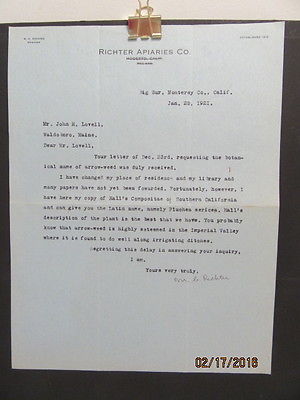 RICHTER APIARIES CO.
MODESTO, CALIF.
Big Sur, Monterey Co., Calif.
Jan. 28, 1921.
Mr. John H. Lovell,
Waldoboro, Maine.
Dear Mr. Lovell,
Your letter of Dec. 23rd, requesting the botan-
ical name of arrow-weed was duly received.
I have changed my place of residence and my library and
many papers have not yet been fowarded. Fortunately, however, I
have here my copy of Hall's Compositae of Southern California
and can give you the Latin name, namely Pluchea sericea. Hall's
description of the plant is the best that we have. You probably
know that arrow-weed is highly esteemed in the Imperial Valley
where it is found to do well along irrigating ditches.
Regretting this delay in answering your inquiry,
I am.
Yours very truly,
Richter
02/17/2016